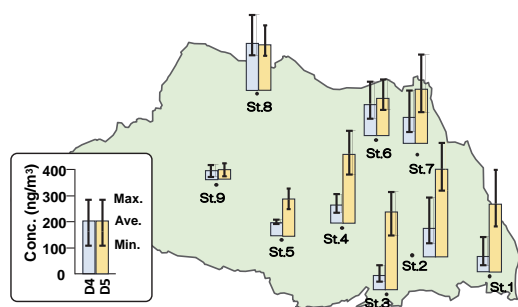 St.8
St.6
St.7
St.9
St.4
St.5
St.2
St.3
St.1
Conc. (ng/m³)
400
300
200
100
0
Max.
Ave.
Min.
D4
D5